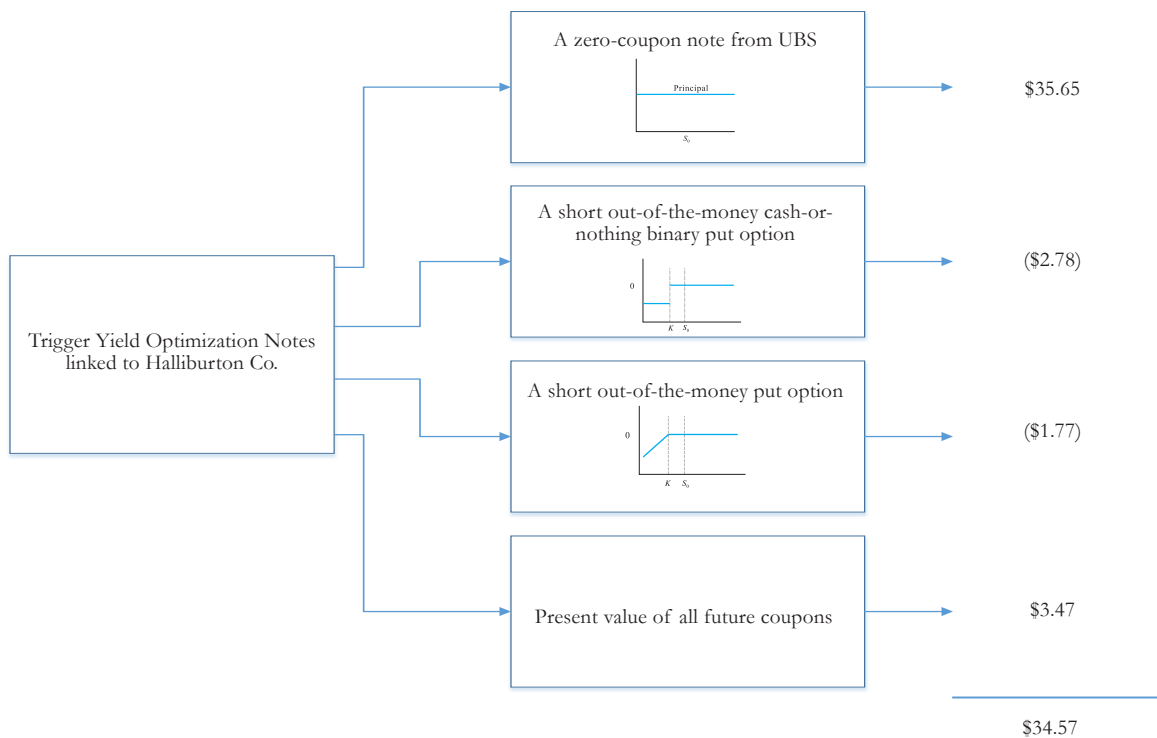 A zero-coupon note from UBS
Principal
S0
$35.65
A short out-of-the-money cash-or-
nothing binary put option
0
K
S0
($2.78)
Trigger Yield Optimization Notes
linked to Halliburton Co.
A short out-of-the-money put option
0
K
S0
($1.77)
Present value of all future coupons
$3.47
$34.57